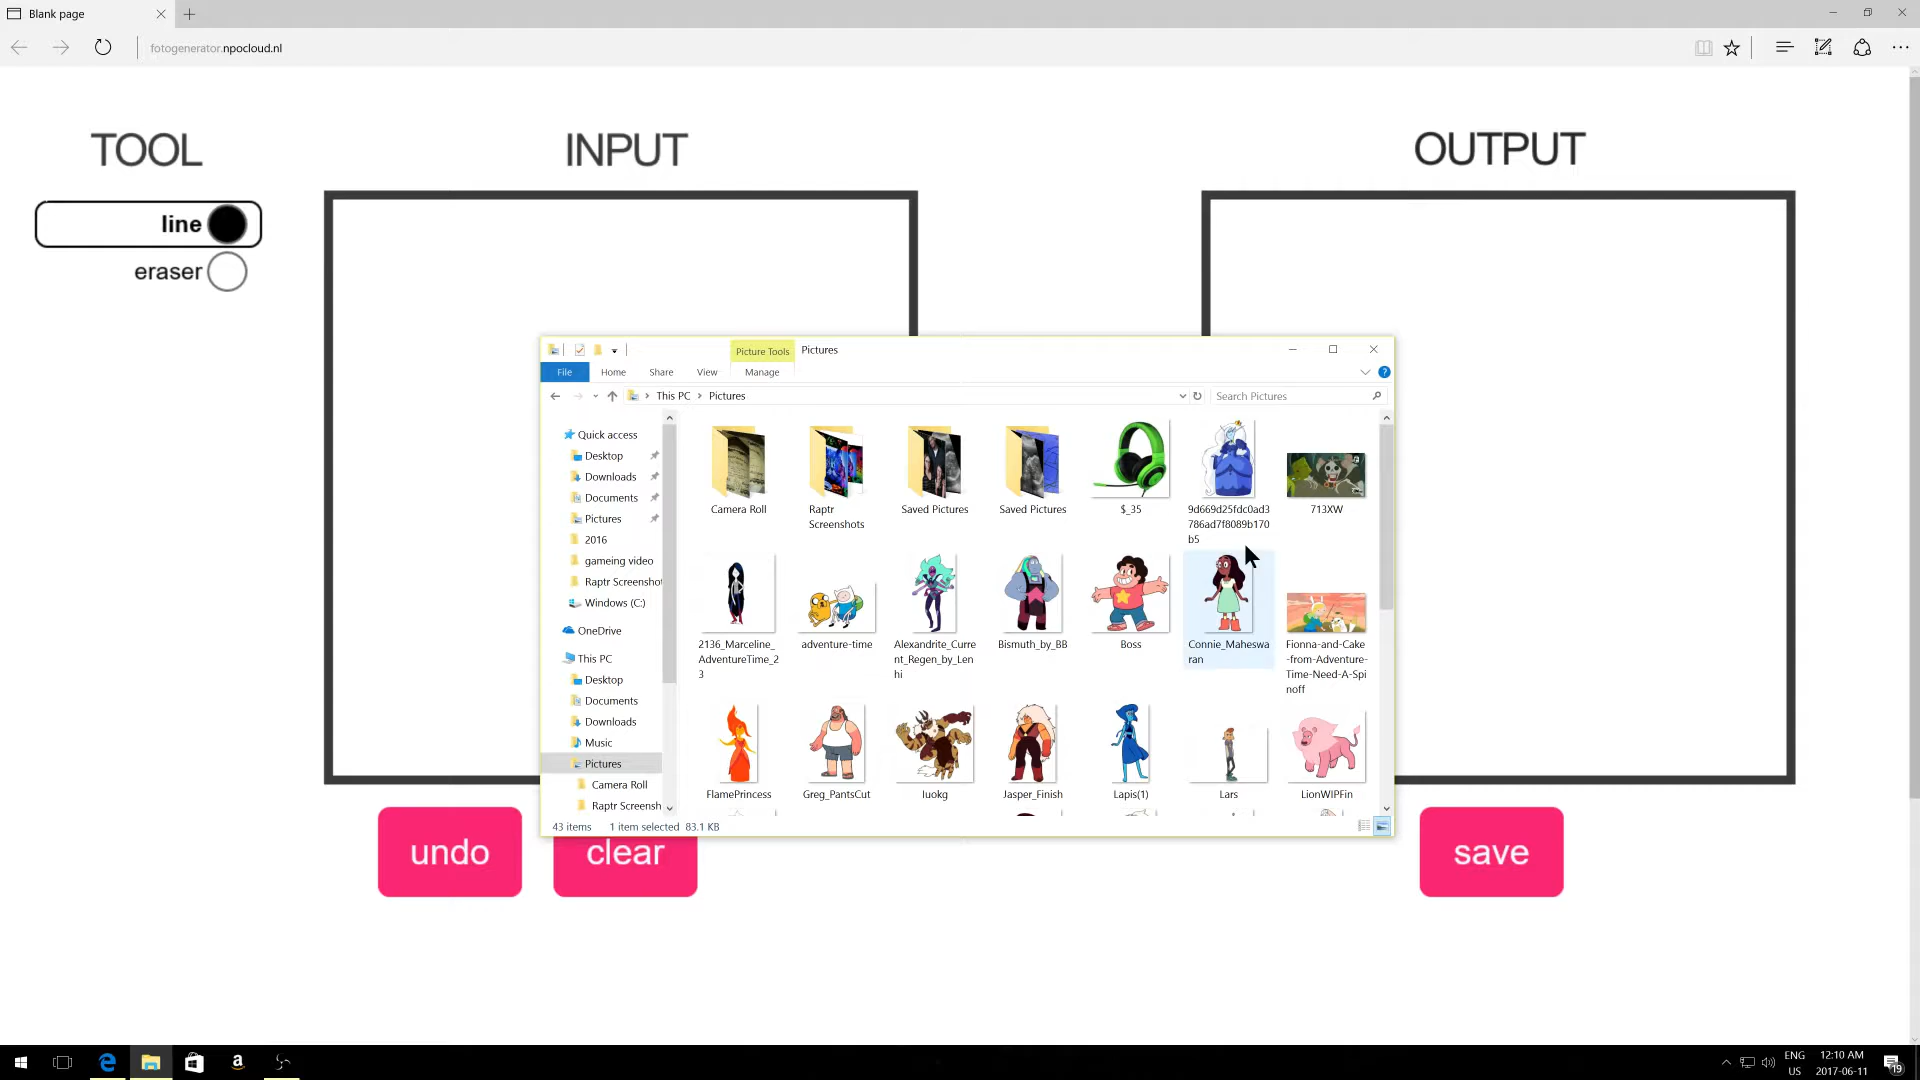 Blank page
fotogenerator.npocloud.nl
TOOL
INPUT
OUTPUT
line
eraser
Picture Tools
Pictures
File
Home
Share
View
Manage
This PC
Pictures
Search Pictures
Quick access
Desktop
Downloads
Documents
Pictures
2016
gameing video
Raptr Screenshot
Windows (C:)
OneDrive
This PC
Desktop
Documents
Downloads
Music
Pictures
Camera Roll
Raptr Screensh
Camera Roll
Raptr
Screenshots
Saved Pictures
Saved Pictures
$_35
9d669d25fdc0ad3
786ad7f8089b170
b5
713XW
2136_Marceline_
AdventureTime_2
3
adventure-time
Alexandrite_Curre
nt_Regen_by_Len
hi
Bismuth_by_BB
Boss
Connie_Maheswa
ran
Fionna-and-Cake
-from-Adventure-
Time-Need-A-Spi
noff
FlamePrincess
Greg_PantsCut
Iuokg
Jasper_Finish
Lapis(1)
Lars
LionWIPFin
43 items
1 item selected 83.1 KB
undo
clear
save
ENG
US
12:10 AM
2017-06-11
19